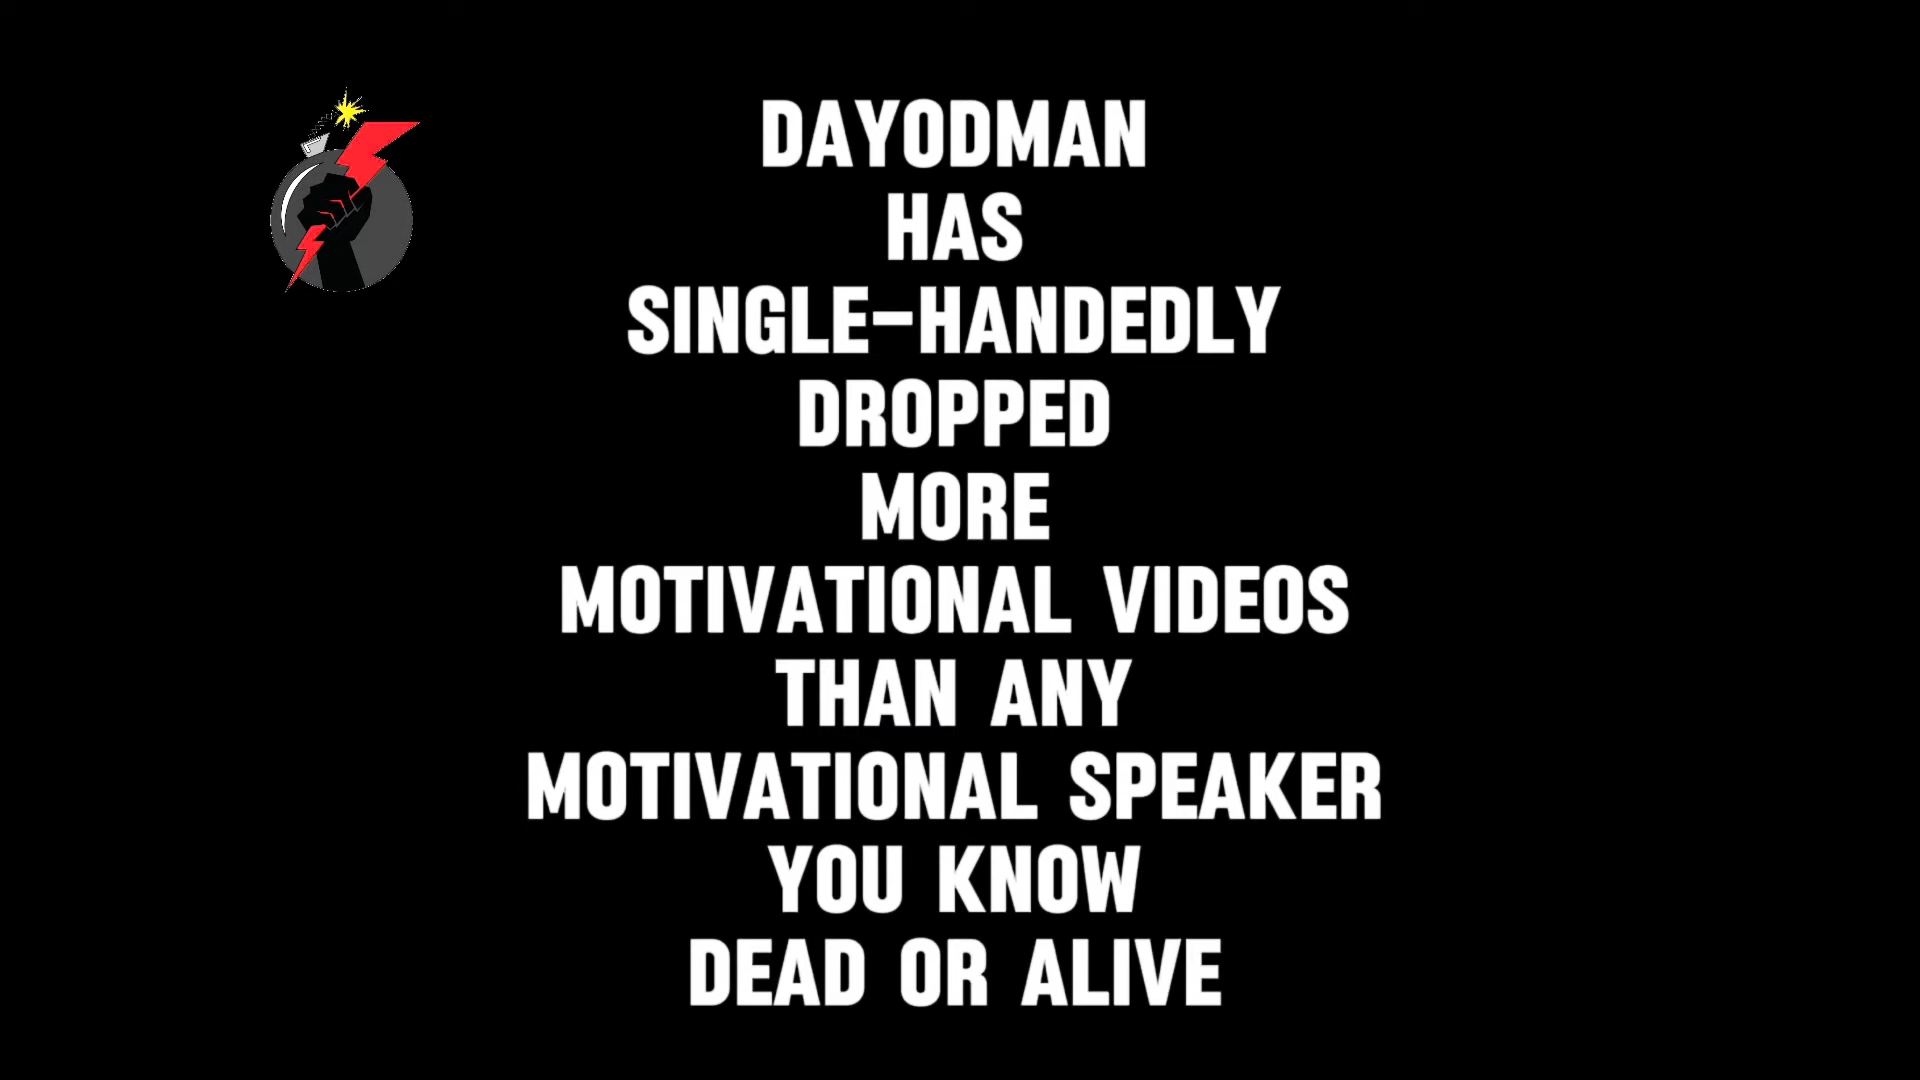 DAYODMAN
HAS
SINGLE-HANDEDLY
DROPPED
MORE
MOTIVATIONAL VIDEOS
THAN ANY
MOTIVATIONAL SPEAKER
YOU KNOW
DEAD OR ALIVE